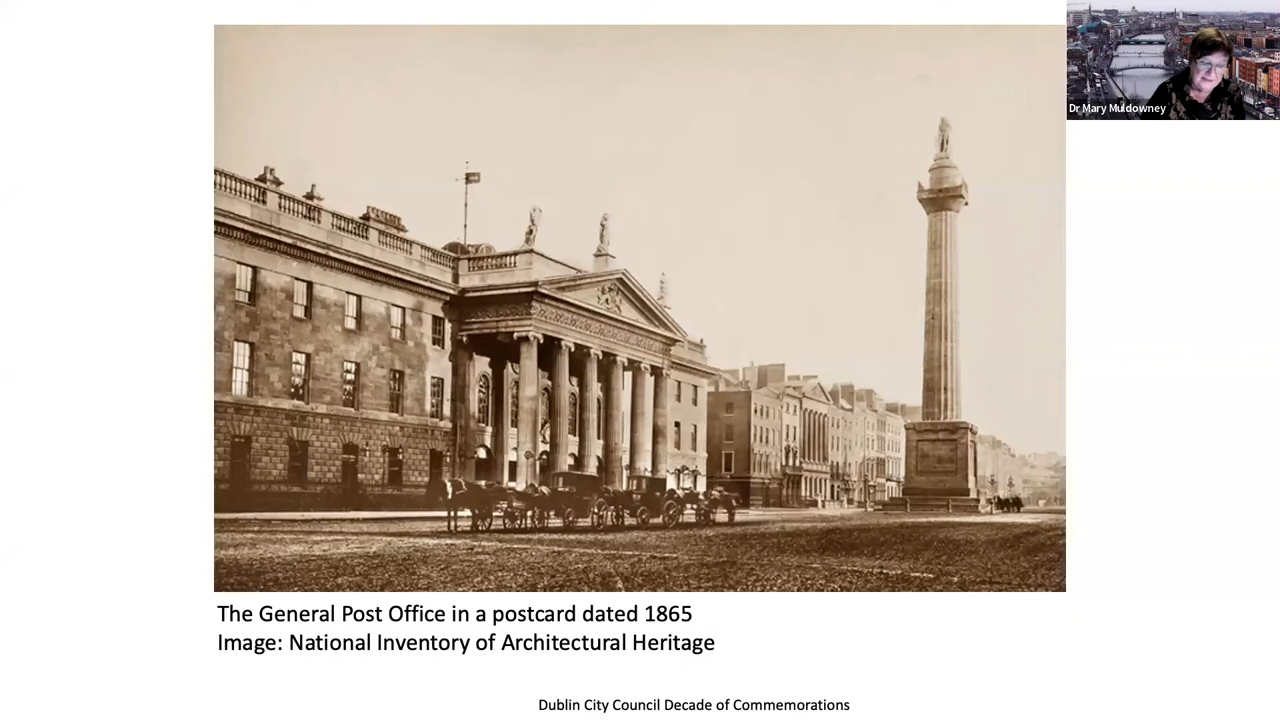 Dr Mary Muldowney
The General Post Office in a postcard dated 1865
Image: National Inventory of Architectural Heritage
Dublin City Council Decade of Commemorations